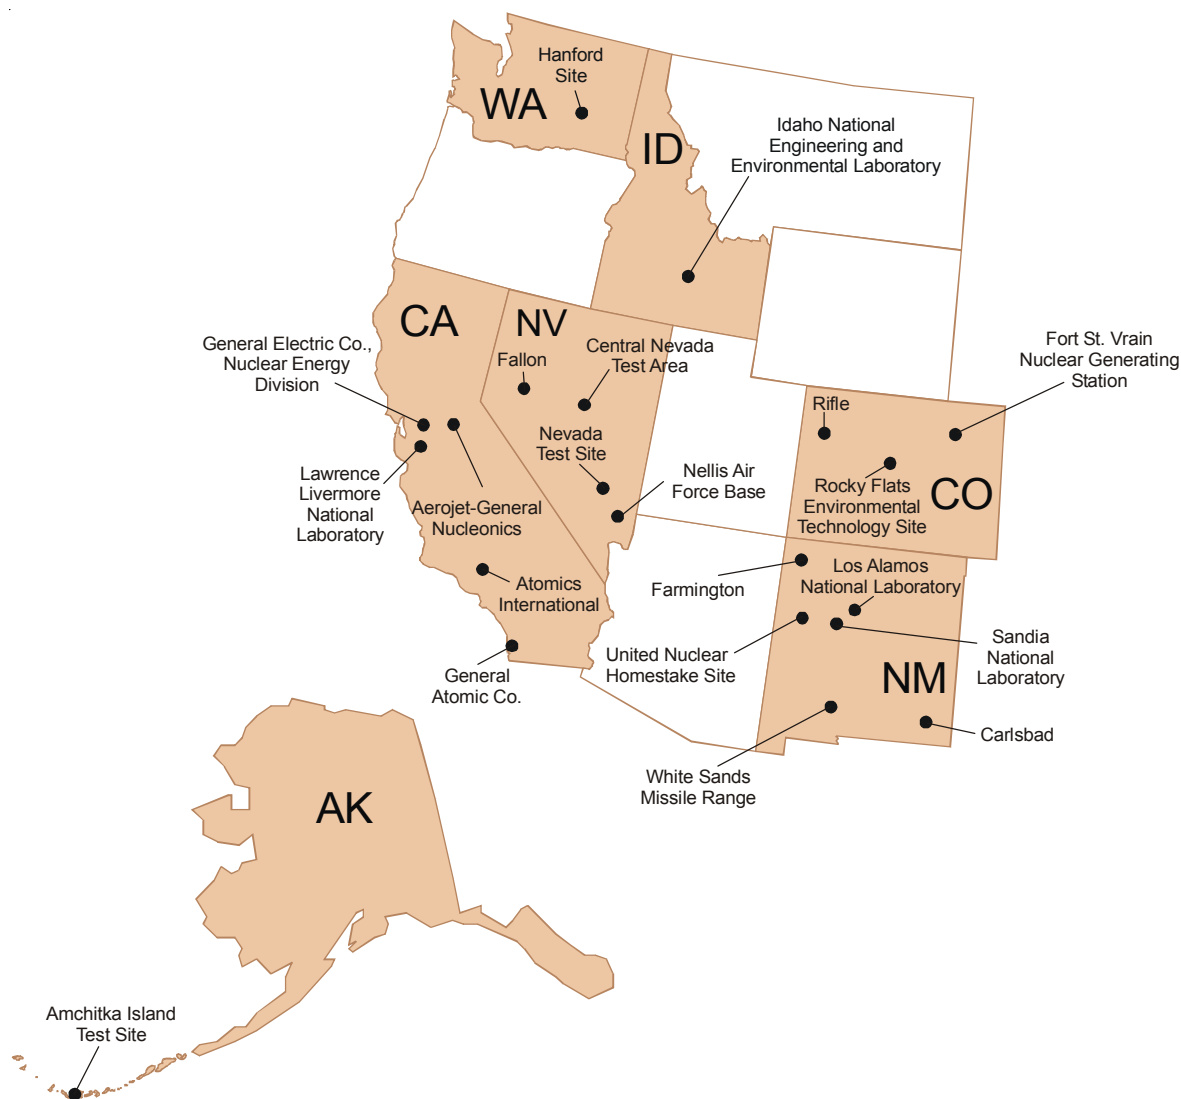 Hanford
Site
WA
ID
Idaho National
Engineering and
Environmental Laboratory
CA
NV
General Electric Co.,
Nuclear Energy
Division
Fallon
Central Nevada
Test Area
Fort St. Vrain
Nuclear Generating
Station
Rifle
Nevada
Test Site
Nellis Air
Force Base
Rocky Flats
Environmental
Technology Site
CO
Lawrence
Livermore
National
Laboratory
Aerojet-General
Nucleonics
Atomics
International
Farmington
Los Alamos
National Laboratory
United Nuclear
Homestake Site
Sandia
National
Laboratory
General
Atomic Co.
NM
Carlsbad
White Sands
Missile Range
AK
Amchitka Island
Test Site